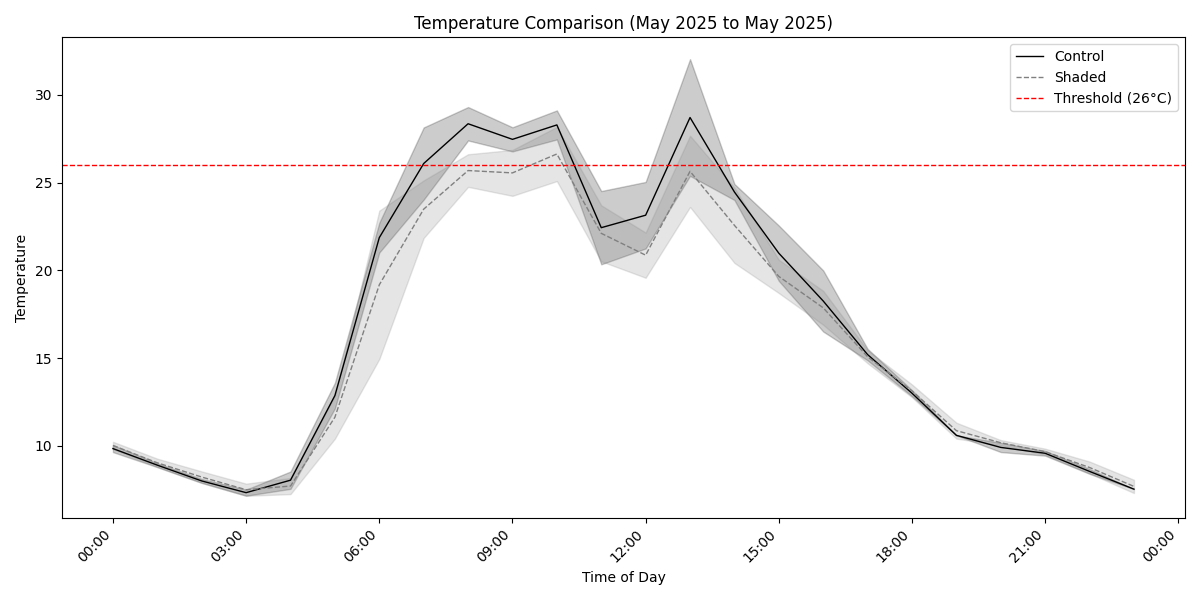 Temperature Comparison (May 2025 to May 2025)
Control
Shaded
Threshold (26°C)
Temperature
30
25
20
15
10
00:00
03:00
06:00
09:00
12:00
15:00
18:00
21:00
00:00
Time of Day